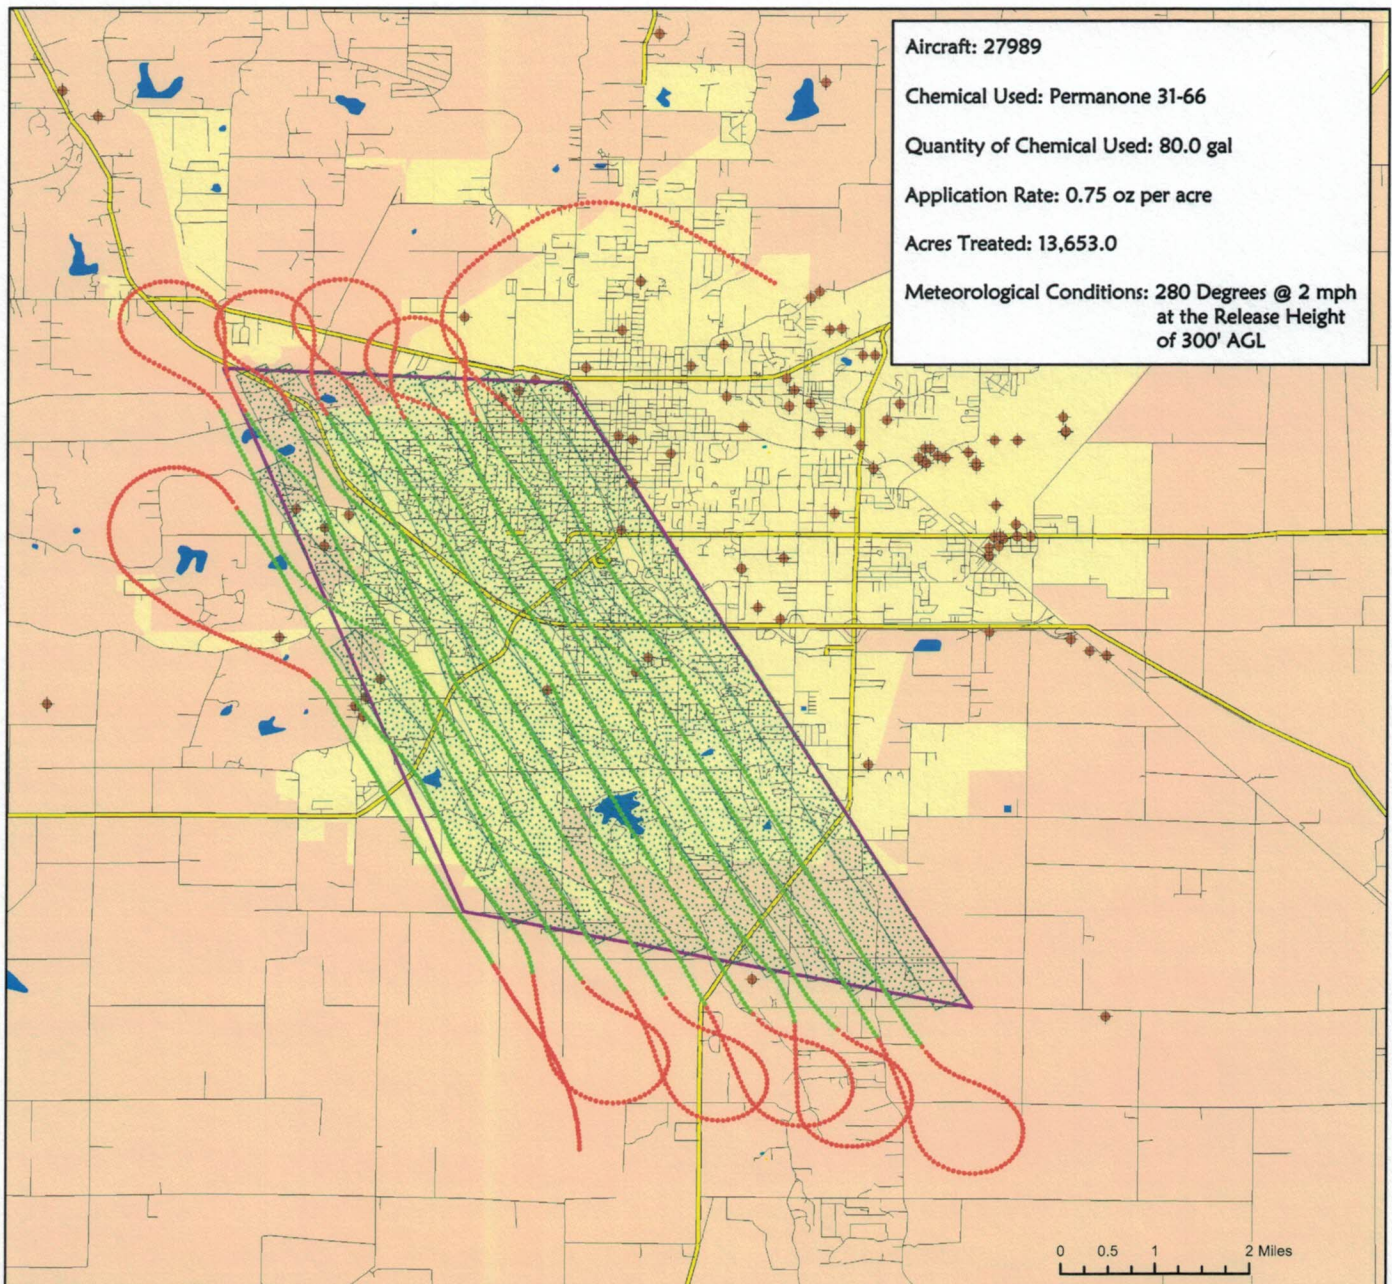 Aircraft: 27989
Chemical Used: Permanone 31-66
Quantity of Chemical Used: 80.0 gal
Application Rate: 0.75 oz per acre
Acres Treated: 13,653.0
Meteorological Conditions: 280 Degrees @ 2 mph
at the Release Height
of 300' AGL
0 0.5 1 2 Miles